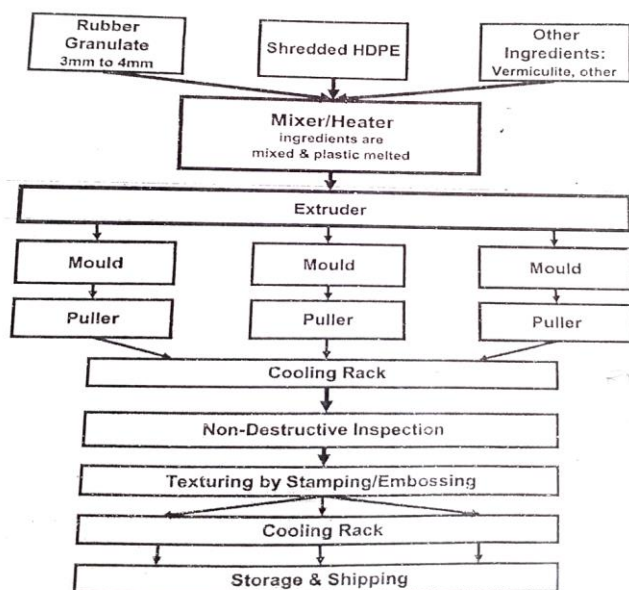 Rubber
Granulate
3mm to 4mm
Shredded HDPE
Other
Ingredients:
Vermiculite, other
Mixer/Heater
ingredients are
mixed & plastic melted
Extruder
Mould
Mould
Mould
Puller
Puller
Puller
Cooling Rack
Non-Destructive Inspection
Texturing by Stamping/Embossing
Cooling Rack
Storage & Shipping